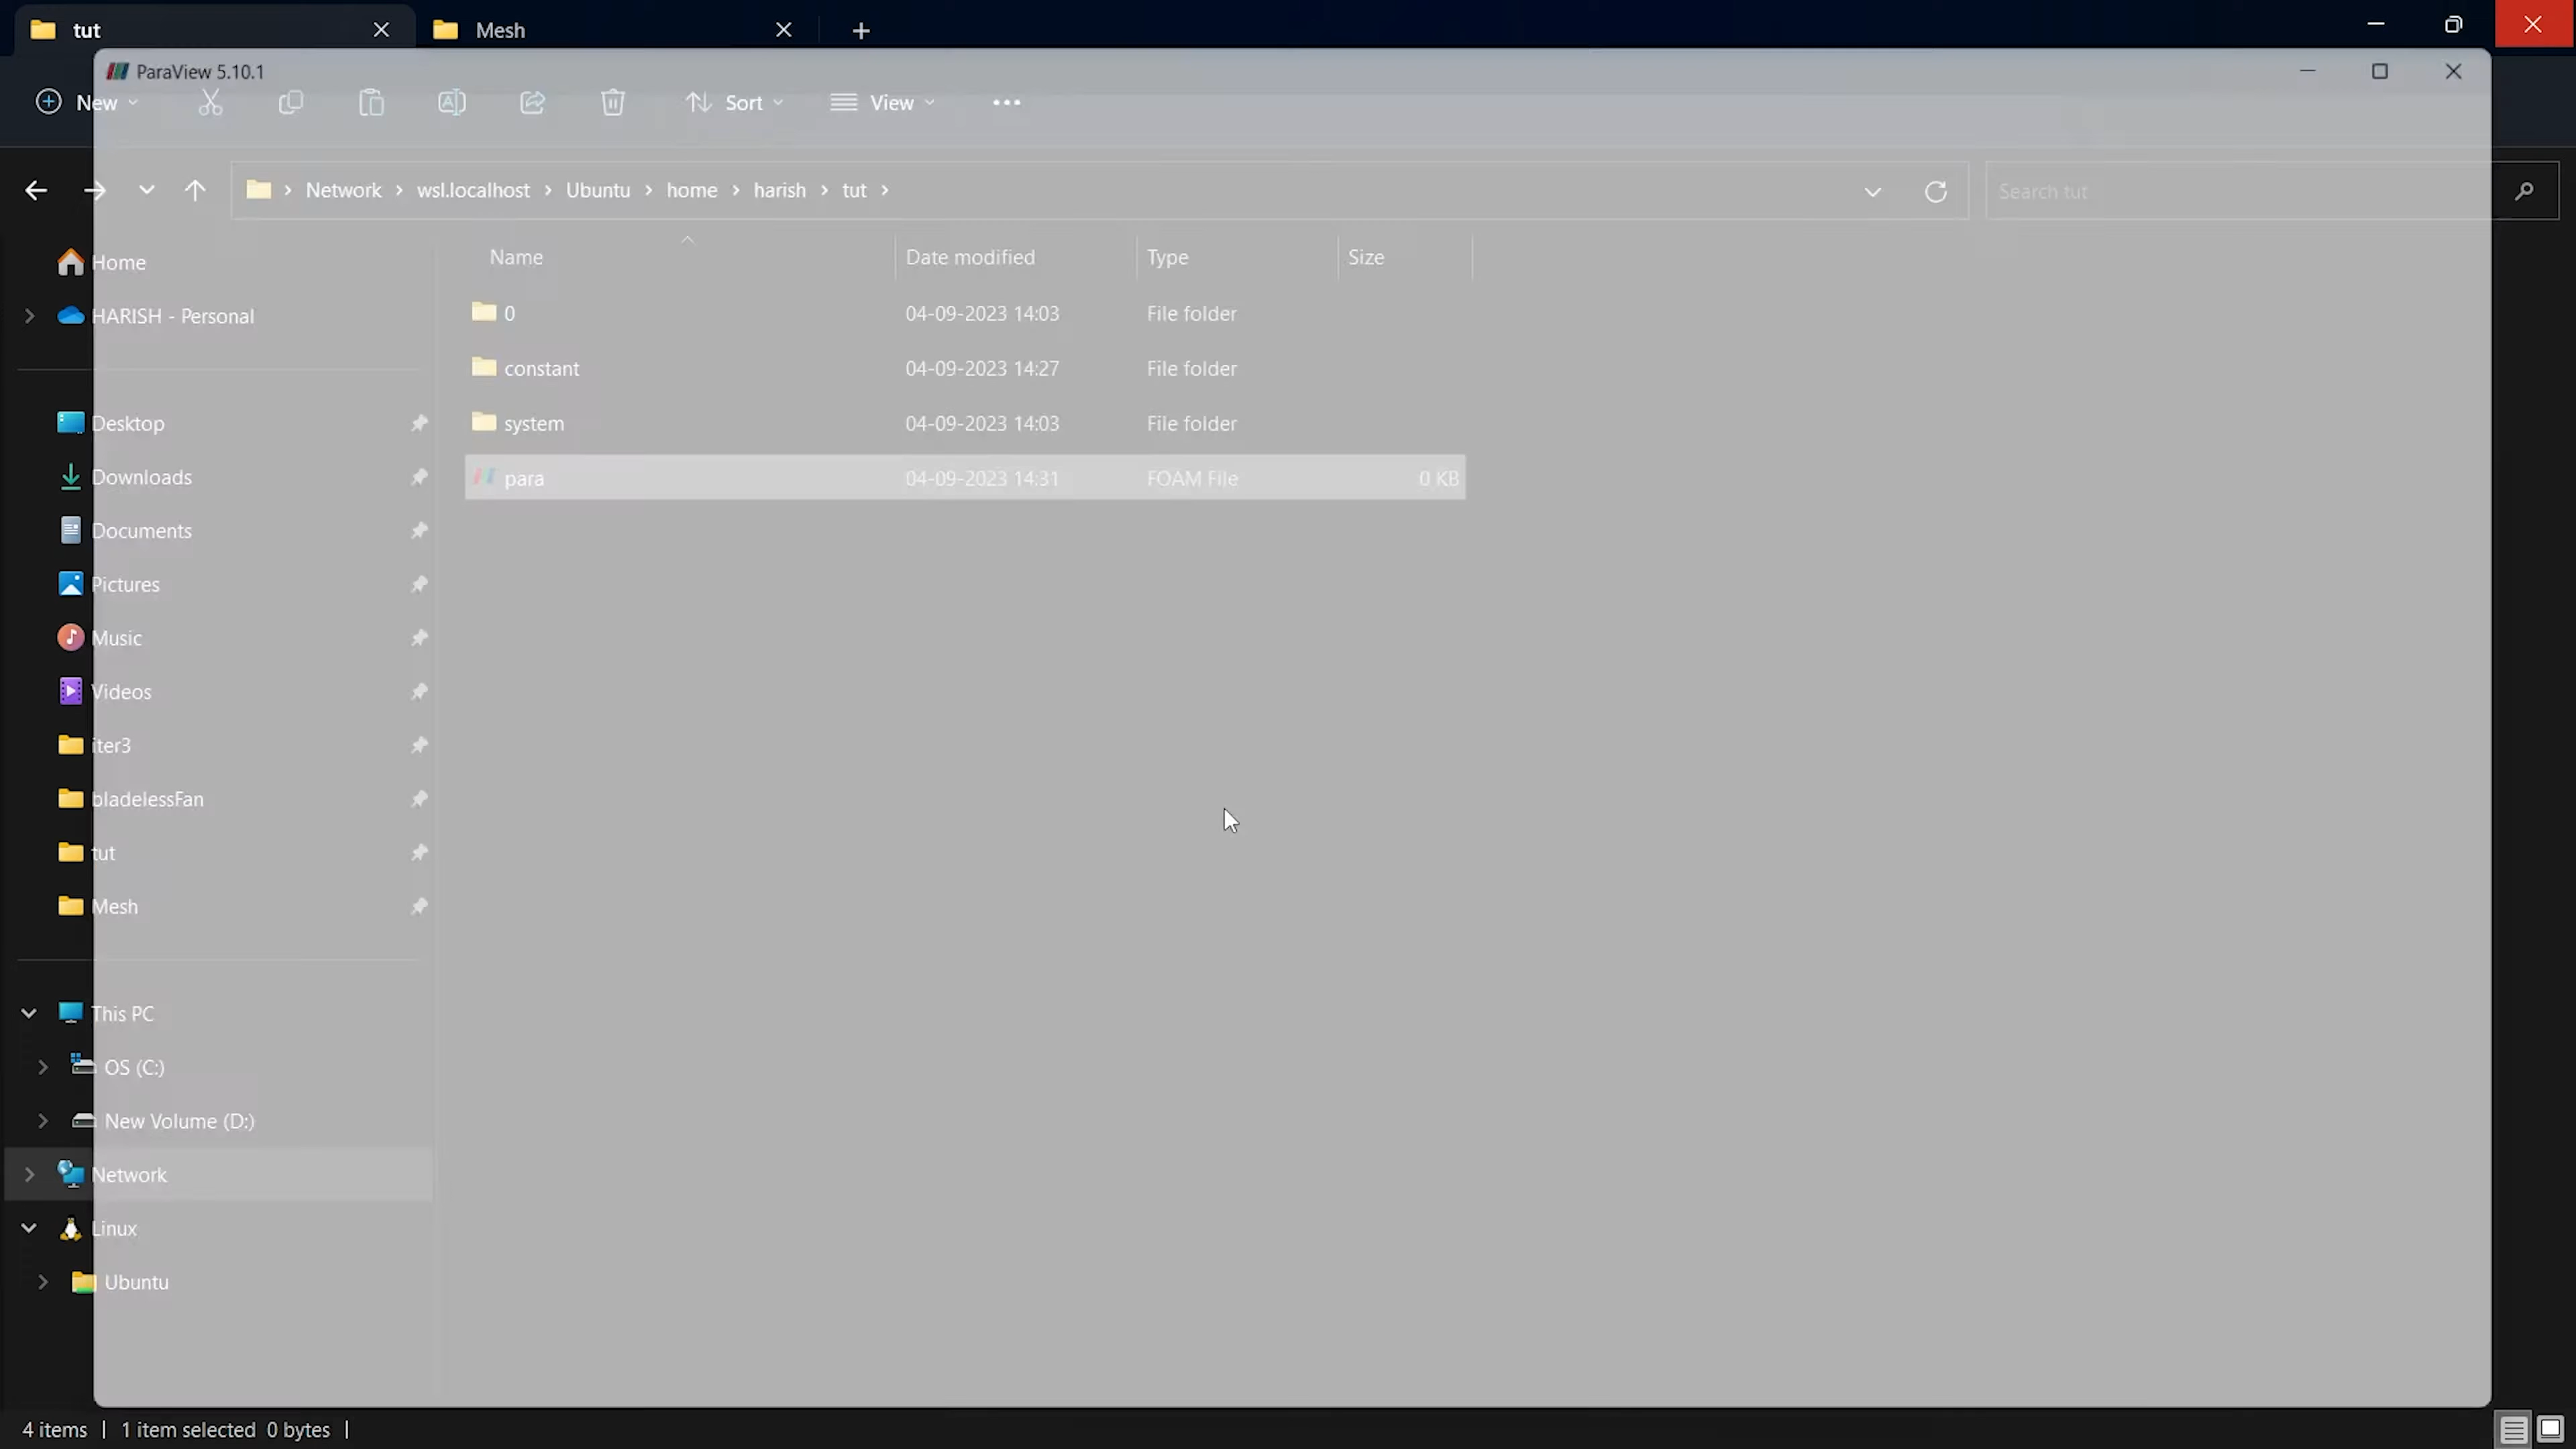 tut
Mesh
ParaView 5.10.1
New
Sort
View
Network > wsl.localhost > Ubuntu > home > harish > tut >
Search tut
Name Date modified Type Size
0 04-09-2023 14:03 File folder
constant 04-09-2023 14:27 File folder
system 04-09-2023 14:03 File folder
para 04-09-2023 14:31 FOAM File 0 KB
Home
HARISH - Personal
Desktop
Downloads
Documents
Pictures
Music
Videos
iter3
bladelessFan
tut
Mesh
This PC
OS (C:)
New Volume (D:)
Network
Linux
Ubuntu
4 items | 1 item selected 0 bytes |